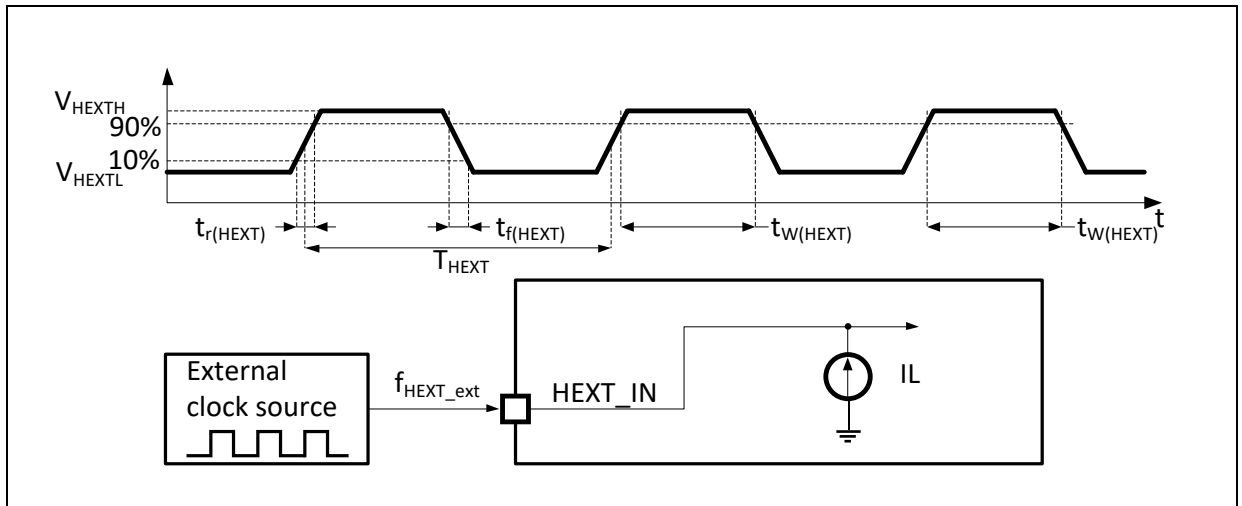 V_HEXTH
90%
10%
V_HEXTL
t
t_r(HEXT)
t_f(HEXT)
t_W(HEXT)
t_W(HEXT)
T_HEXT
External
clock source
f_HEXT_ext
HEXT_IN
IL